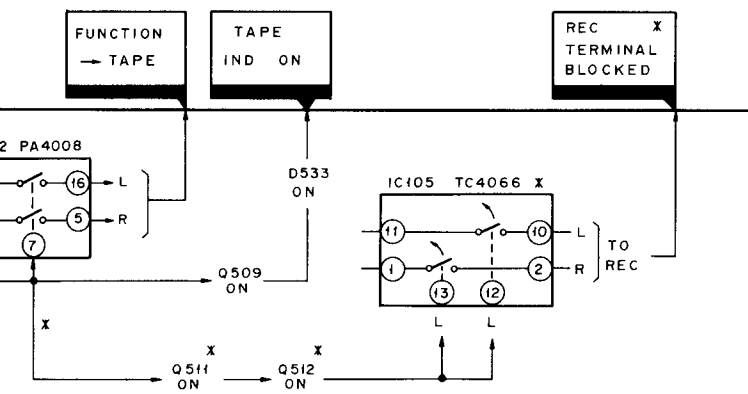 FUNCTION
→ TAPE
TAPE
IND ON
REC *
TERMINAL
BLOCKED
2 PA4008
16 L
5 R
7
D533
ON
IC105 TC4066 *
11
10 L
1
2 R
13
12
TO
REC
L
L
Q509
ON
*
*
Q511
ON
*
Q512
ON